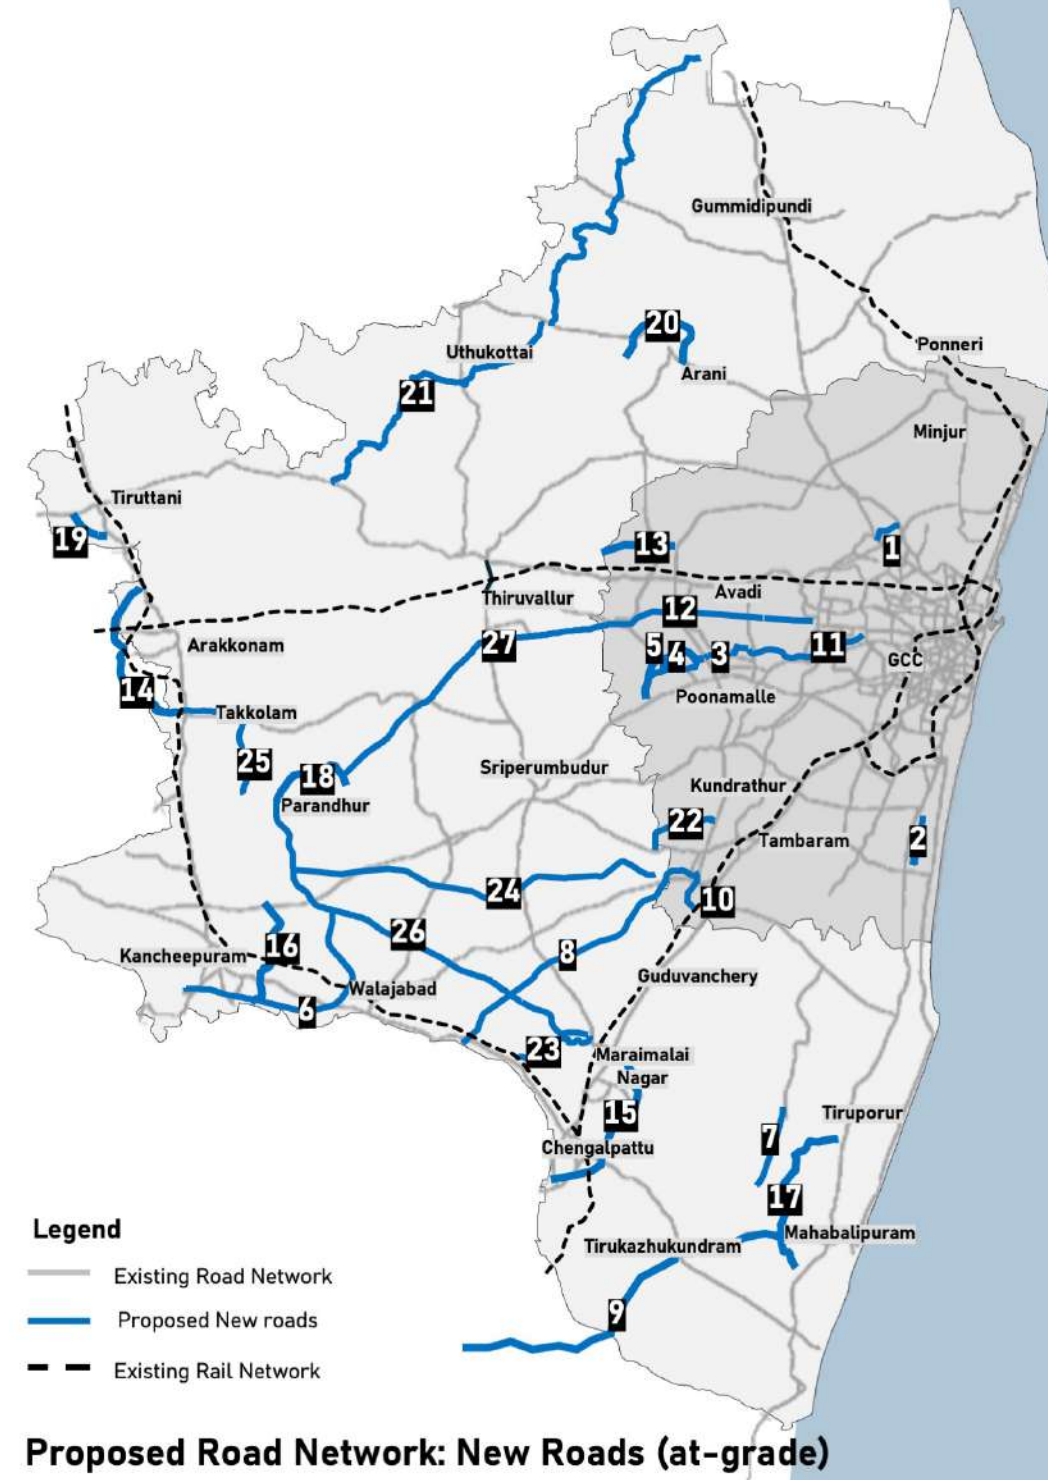 Gummidipundi
Ponneri
20
Uthukottai
Arani
21
Minjur
Tiruttani
19
13
1
Avadi
Thiruvallur
12
27
5
4
3
11
Arakkonam
GCC
14
Poonamalle
Takkolam
25
18
Sriperumbudur
Kundrathur
Parandhur
22
Tambaram
2
24
10
26
16
8
Kancheepuram
Walajabad
Guduvanchery
6
23
Maraimalai
Nagar
15
Tiruporur
7
Chengalpattu
17
Mahabalipuram
Tirukazhukundram
9
Legend
Existing Road Network
Proposed New roads
Existing Rail Network
Proposed Road Network: New Roads (at-grade)